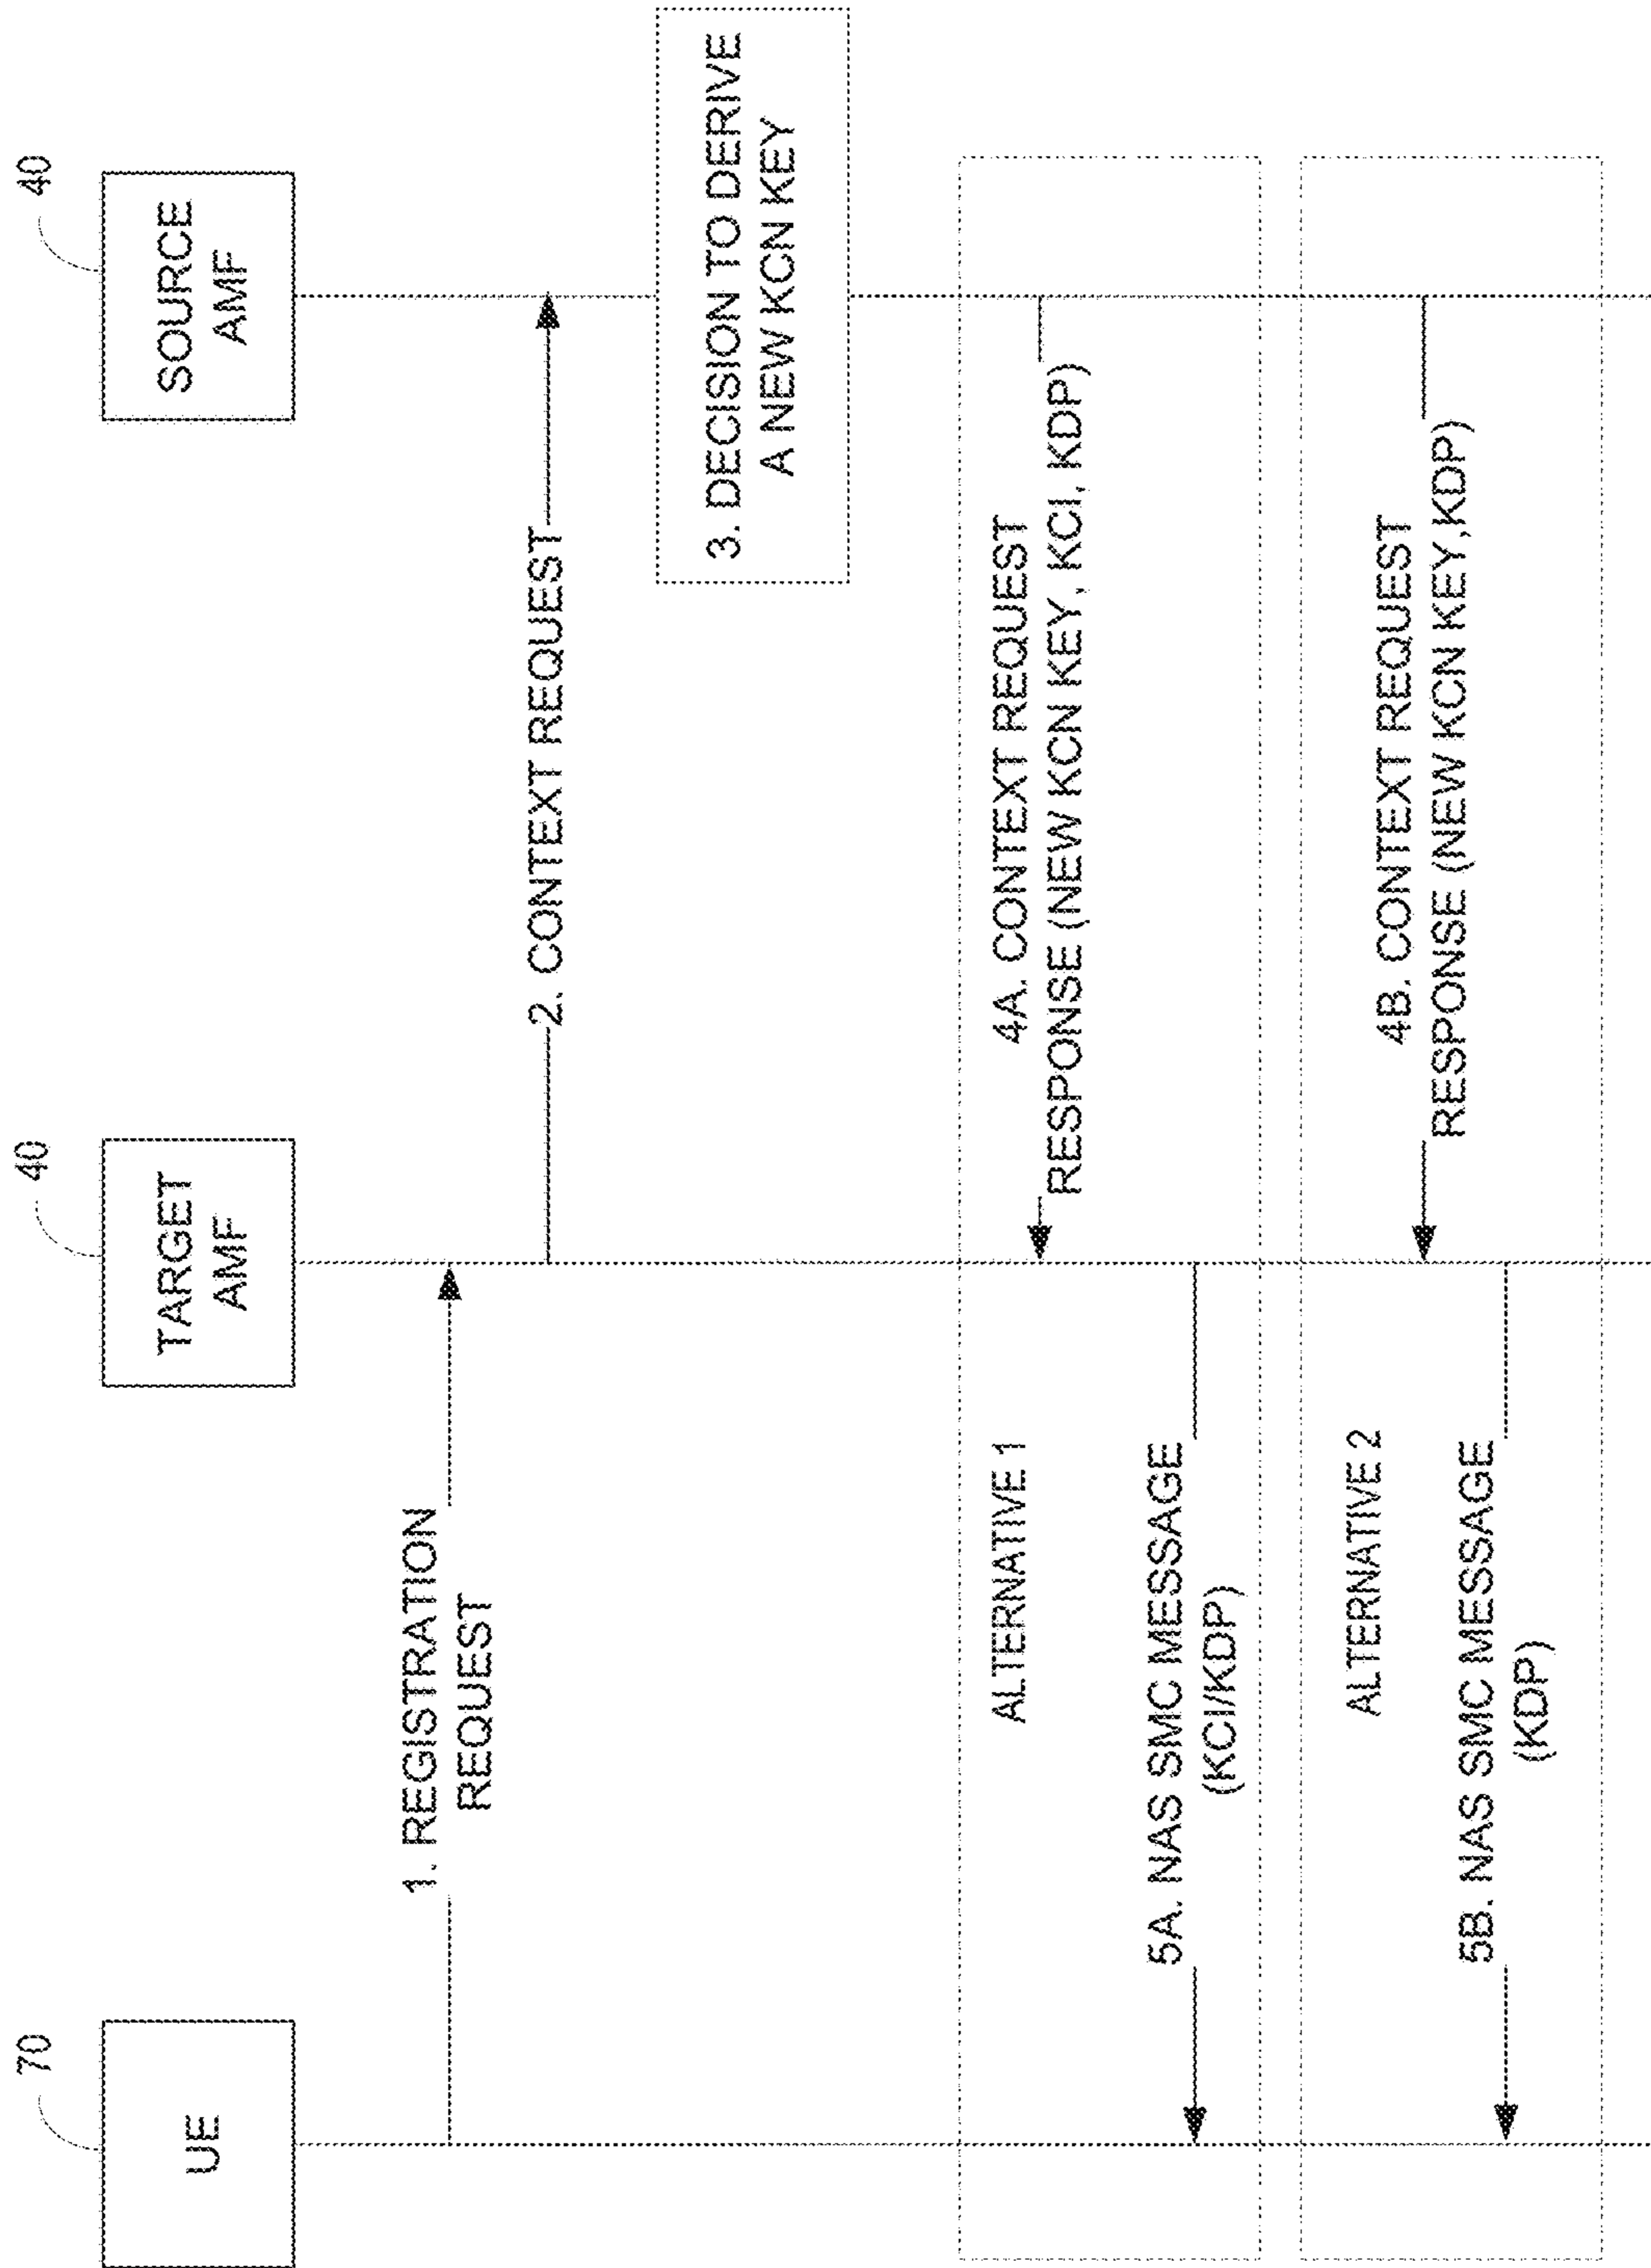 70
UE
40
TARGET
AMF
40
SOURCE
AMF
1. REGISTRATION
REQUEST
2. CONTEXT REQUEST
3. DECISION TO DERIVE
A NEW KCN KEY
ALTERNATIVE 1
4A. CONTEXT REQUEST
RESPONSE (NEW KCN KEY, KCI, KDP)
5A. NAS SMC MESSAGE
(KCI/KDP)
ALTERNATIVE 2
4B. CONTEXT REQUEST
RESPONSE (NEW KCN KEY,KDP)
5B. NAS SMC MESSAGE
(KDP)